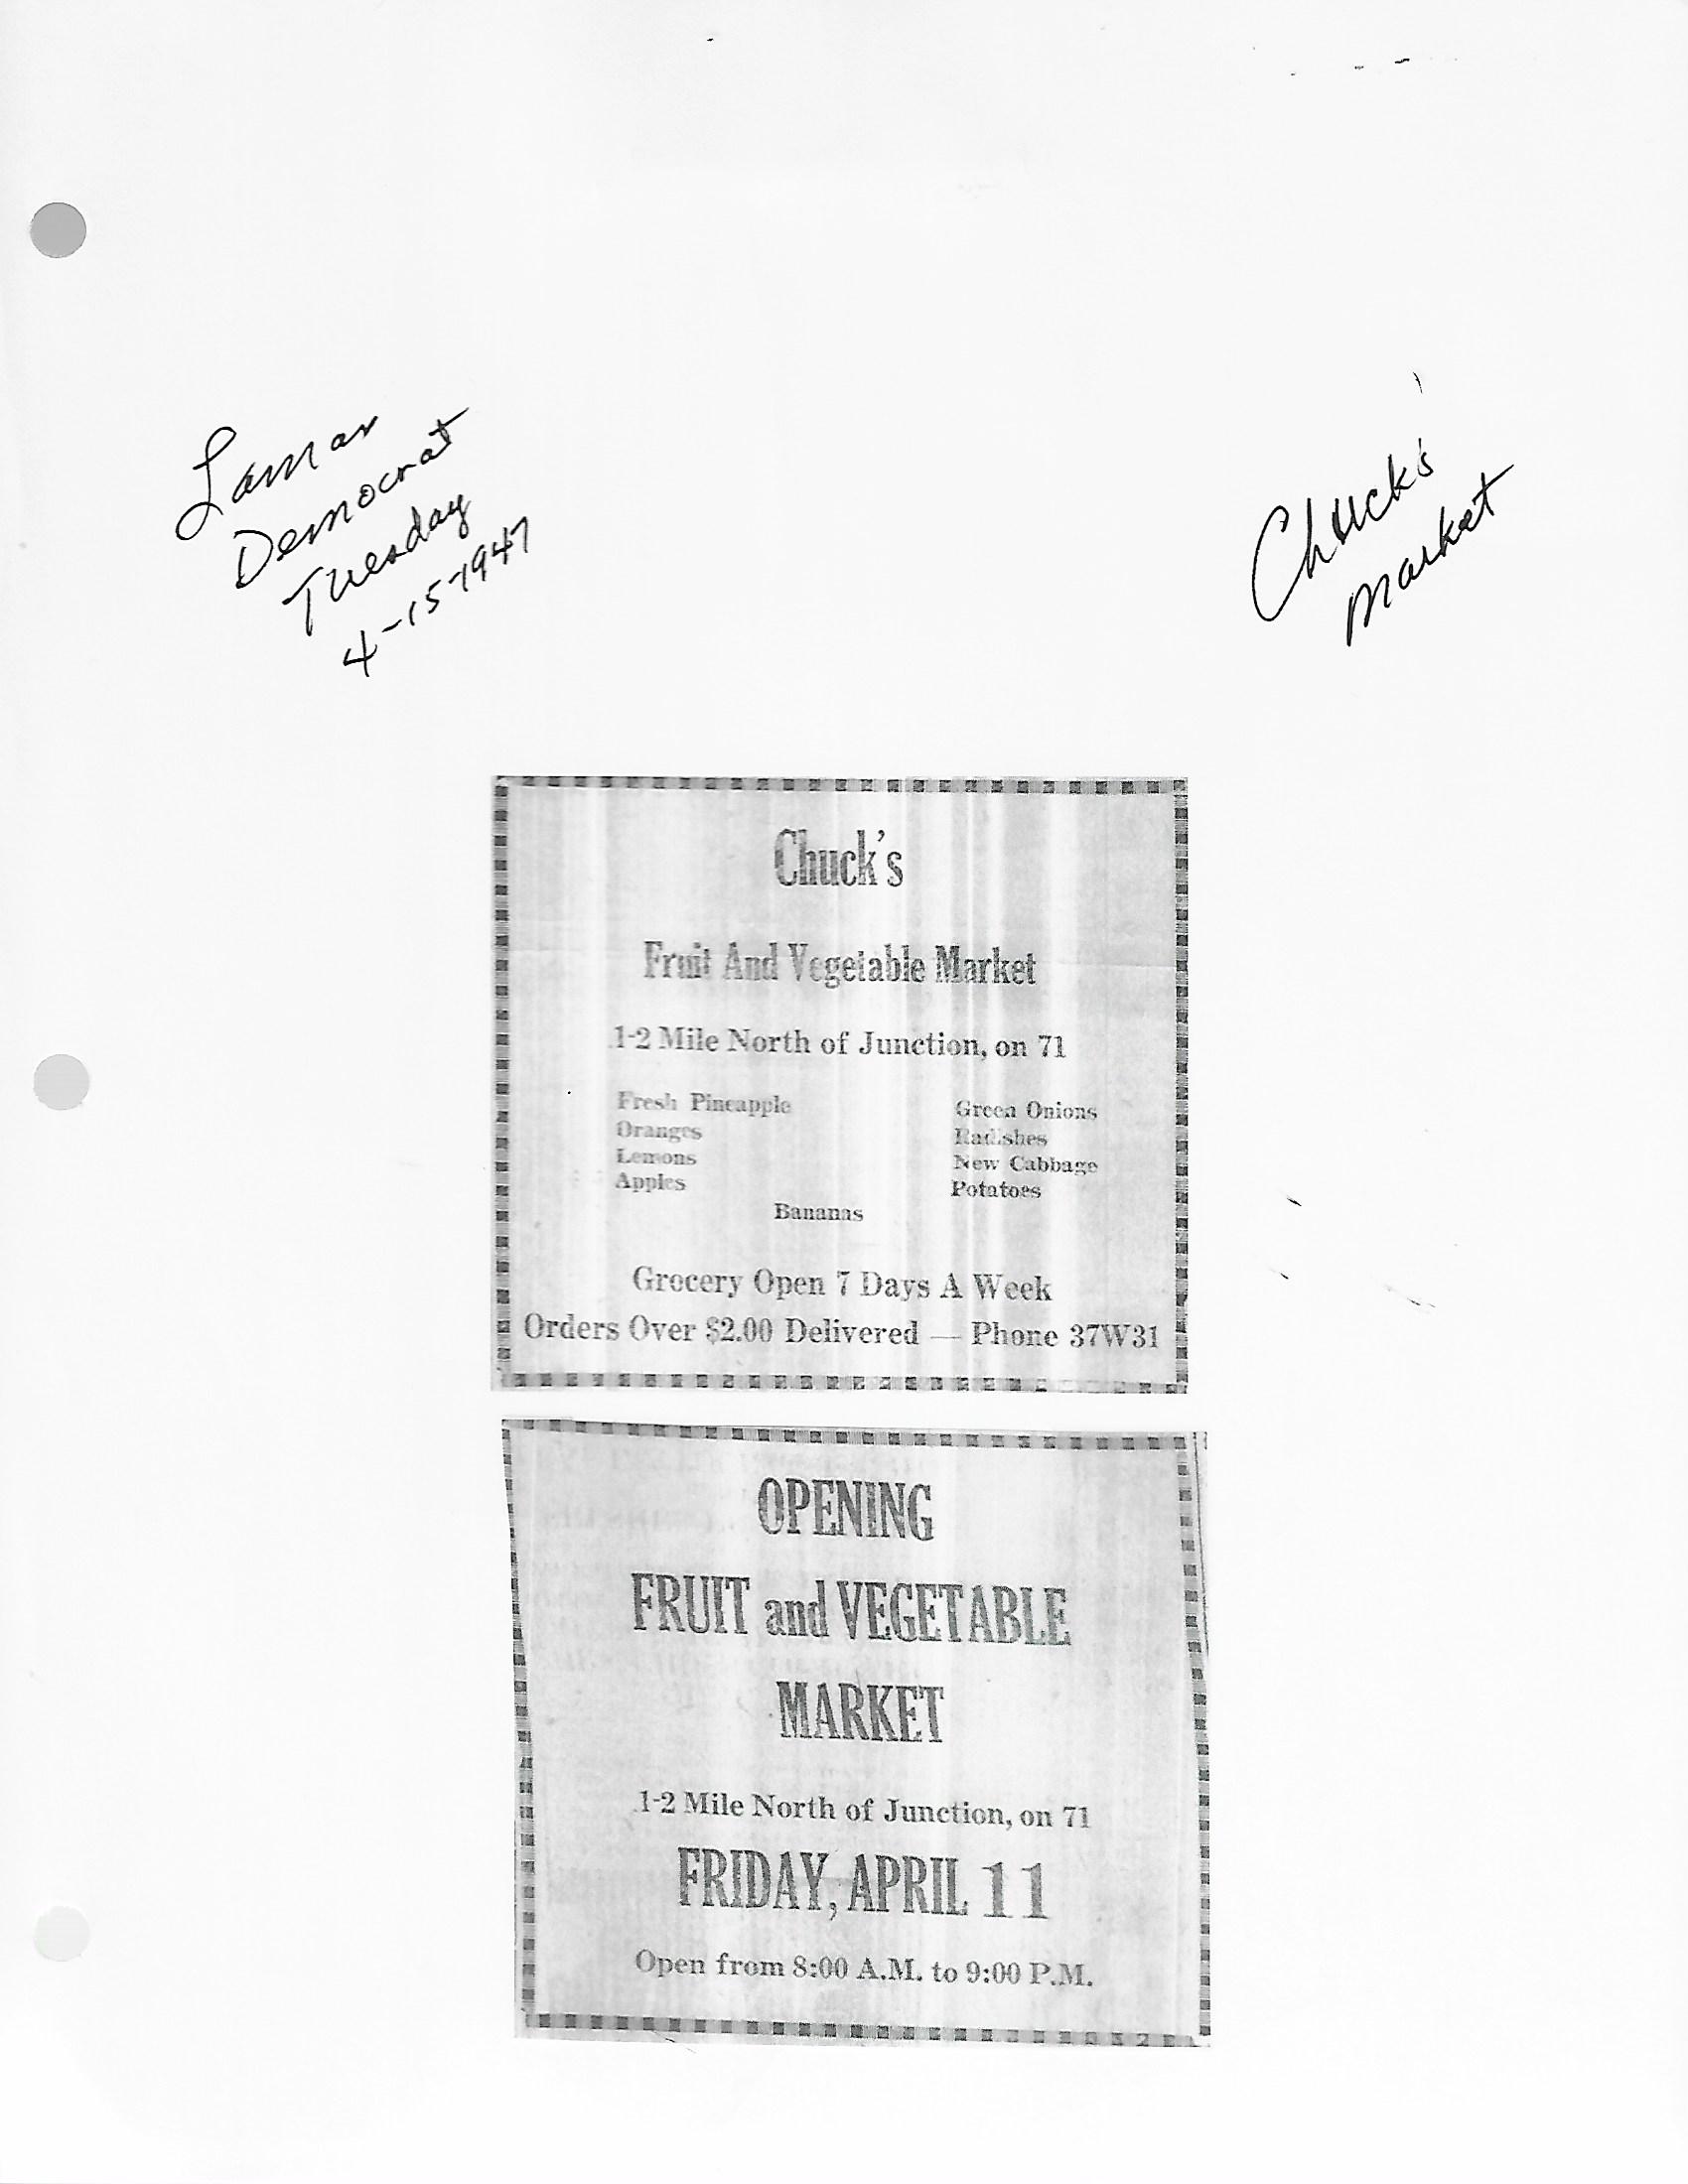 Lamar
Democrat
Tuesday
4-15-1947
Chuck's
Market
Chuck's
Fruit And Vegetable Market
1-2 Mile North of Junction, on 71
Fresh Pineapple
Oranges
Lemons
Apples
Green Onions
Radishes
New Cabbage
Potatoes
Bananas
Grocery Open 7 Days A Week
Orders Over $2.00 Delivered — Phone 37W31
OPENING
FRUIT and VEGETABLE
MARKET
1-2 Mile North of Junction, on 71
FRIDAY, APRIL 11
Open from 8:00 A.M. to 9:00 P.M.